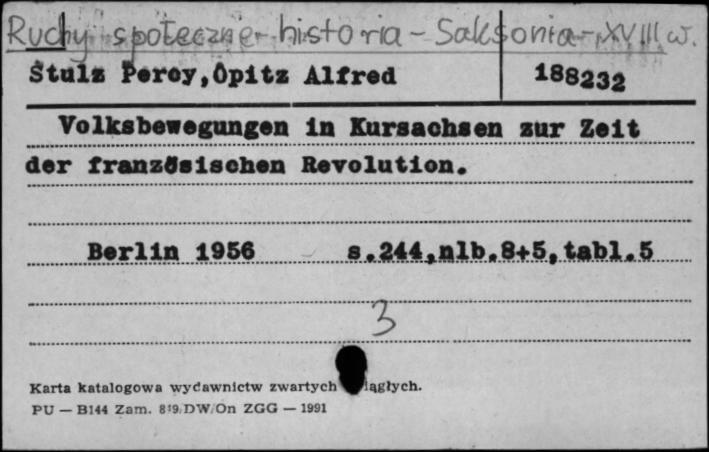 Ruchy społeczne - historia - Saksonia - XVIII w.
Stulz Percy,Opitz Alfred 188232
Volksbewegungen in Kursachsen zur Zeit
der französischen Revolution.
Berlin 1956 s.244,nlb.8+5,tabl.5
3
Karta katalogowa wydawnictw zwartych iągłych.
PU — B144 Zam. 819/DW/On ZGG — 1991